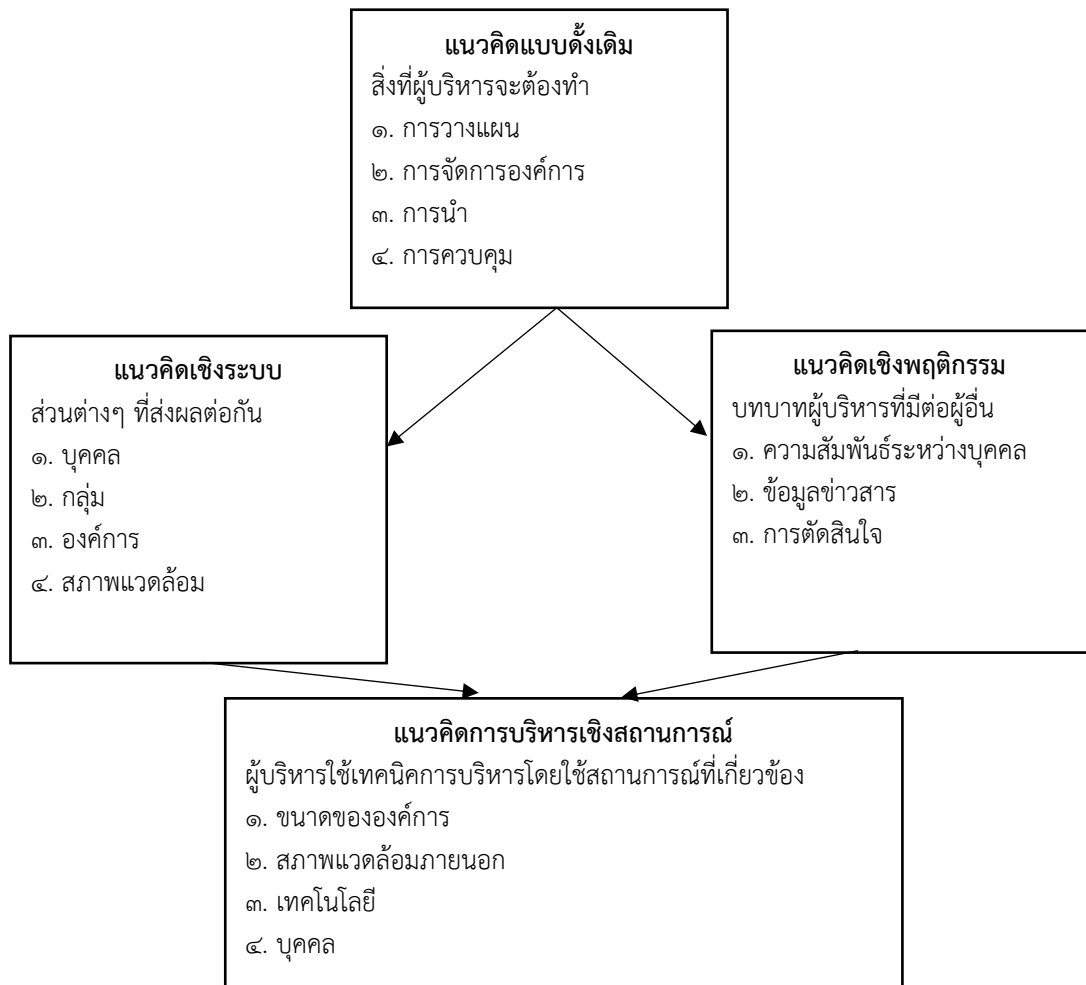 แนวคิดแบบดั้งเดิม
สิ่งที่ผู้บริหารจะต้องทำ
๑. การวางแผน
๒. การจัดการองค์การ
๓. การนำ
๔. การควบคุม
แนวคิดเชิงระบบ
ส่วนต่างๆ ที่ส่งผลต่อกัน
๑. บุคคล
๒. กลุ่ม
๓. องค์การ
๔. สภาพแวดล้อม
แนวคิดเชิงพฤติกรรม
บทบาทผู้บริหารที่มีต่อผู้อื่น
๑. ความสัมพันธ์ระหว่างบุคคล
๒. ข้อมูลข่าวสาร
๓. การตัดสินใจ
แนวคิดการบริหารเชิงสถานการณ์
ผู้บริหารใช้เทคนิคการบริหารโดยใช้สถานการณ์ที่เกี่ยวข้อง
๑. ขนาดขององค์การ
๒. สภาพแวดล้อมภายนอก
๓. เทคโนโลยี
๔. บุคคล